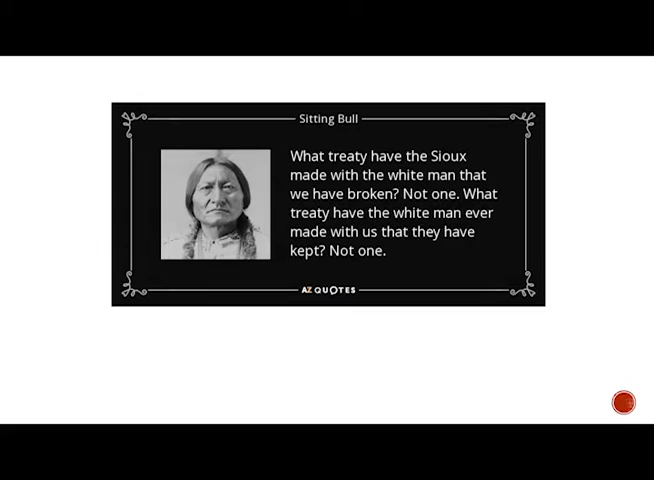 Sitting Bull
What treaty have the Sioux
made with the white man that
we have broken? Not one. What
treaty have the white man ever
made with us that they have
kept? Not one.
AZ QUOTES